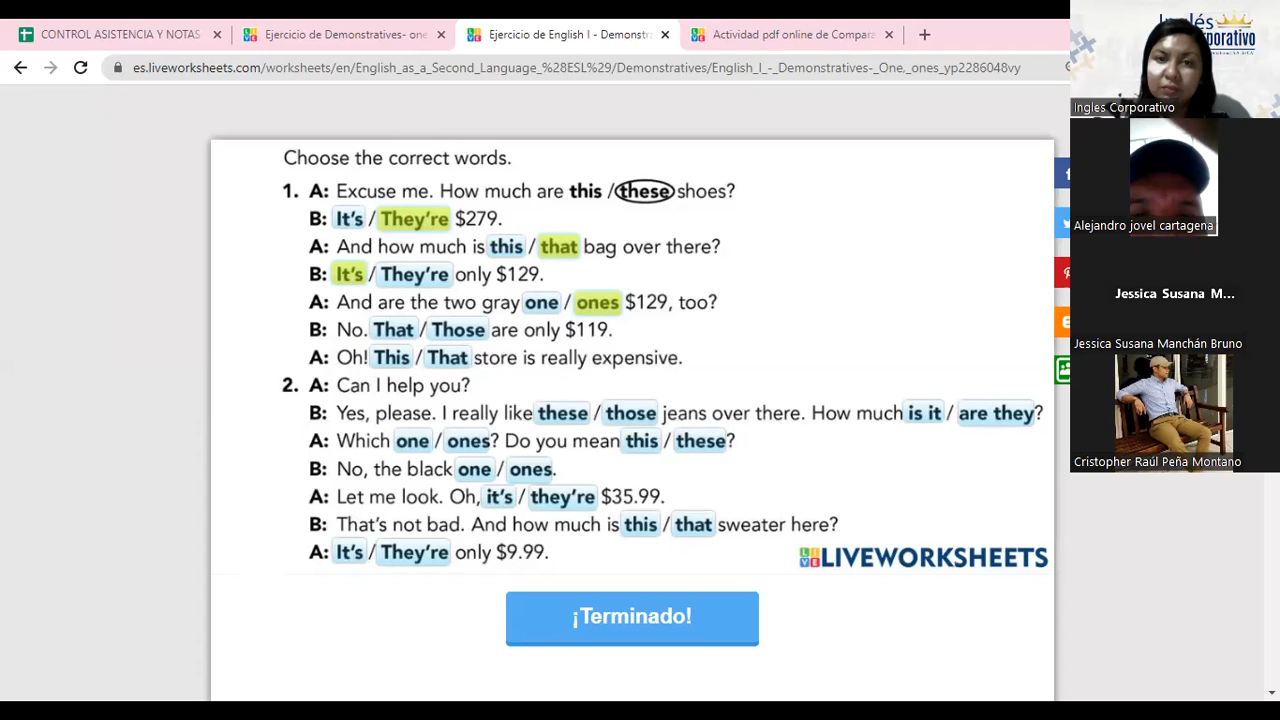 CONTROL ASISTENCIA Y NOTAS
Ejercicio de Demonstratives- one
Ejercicio de English I - Demonstr
Actividad pdf online de Compara
es.liveworksheets.com/worksheets/en/English_as_a_Second_Language_%28ESL%29/Demonstratives/English_I_-_Demonstratives-_One,_ones_yp2286048vy
Choose the correct words.
1. A: Excuse me. How much are this / these shoes?
B: It's / They're $279.
A: And how much is this / that bag over there?
B: It's / They're only $129.
A: And are the two gray one / ones $129, too?
B: No. That / Those are only $119.
A: Oh! This / That store is really expensive.
2. A: Can I help you?
B: Yes, please. I really like these / those jeans over there. How much is it / are they?
A: Which one / ones? Do you mean this / these?
B: No, the black one / ones.
A: Let me look. Oh, it's / they're $35.99.
B: That's not bad. And how much is this / that sweater here?
A: It's / They're only $9.99.
LIVEWORKSHEETS
¡Terminado!
Inglés
Corporativo
Ingles Corporativo
Alejandro jovel cartagena
Jessica Susana M...
Jessica Susana Manchán Bruno
Cristopher Raúl Peña Montano